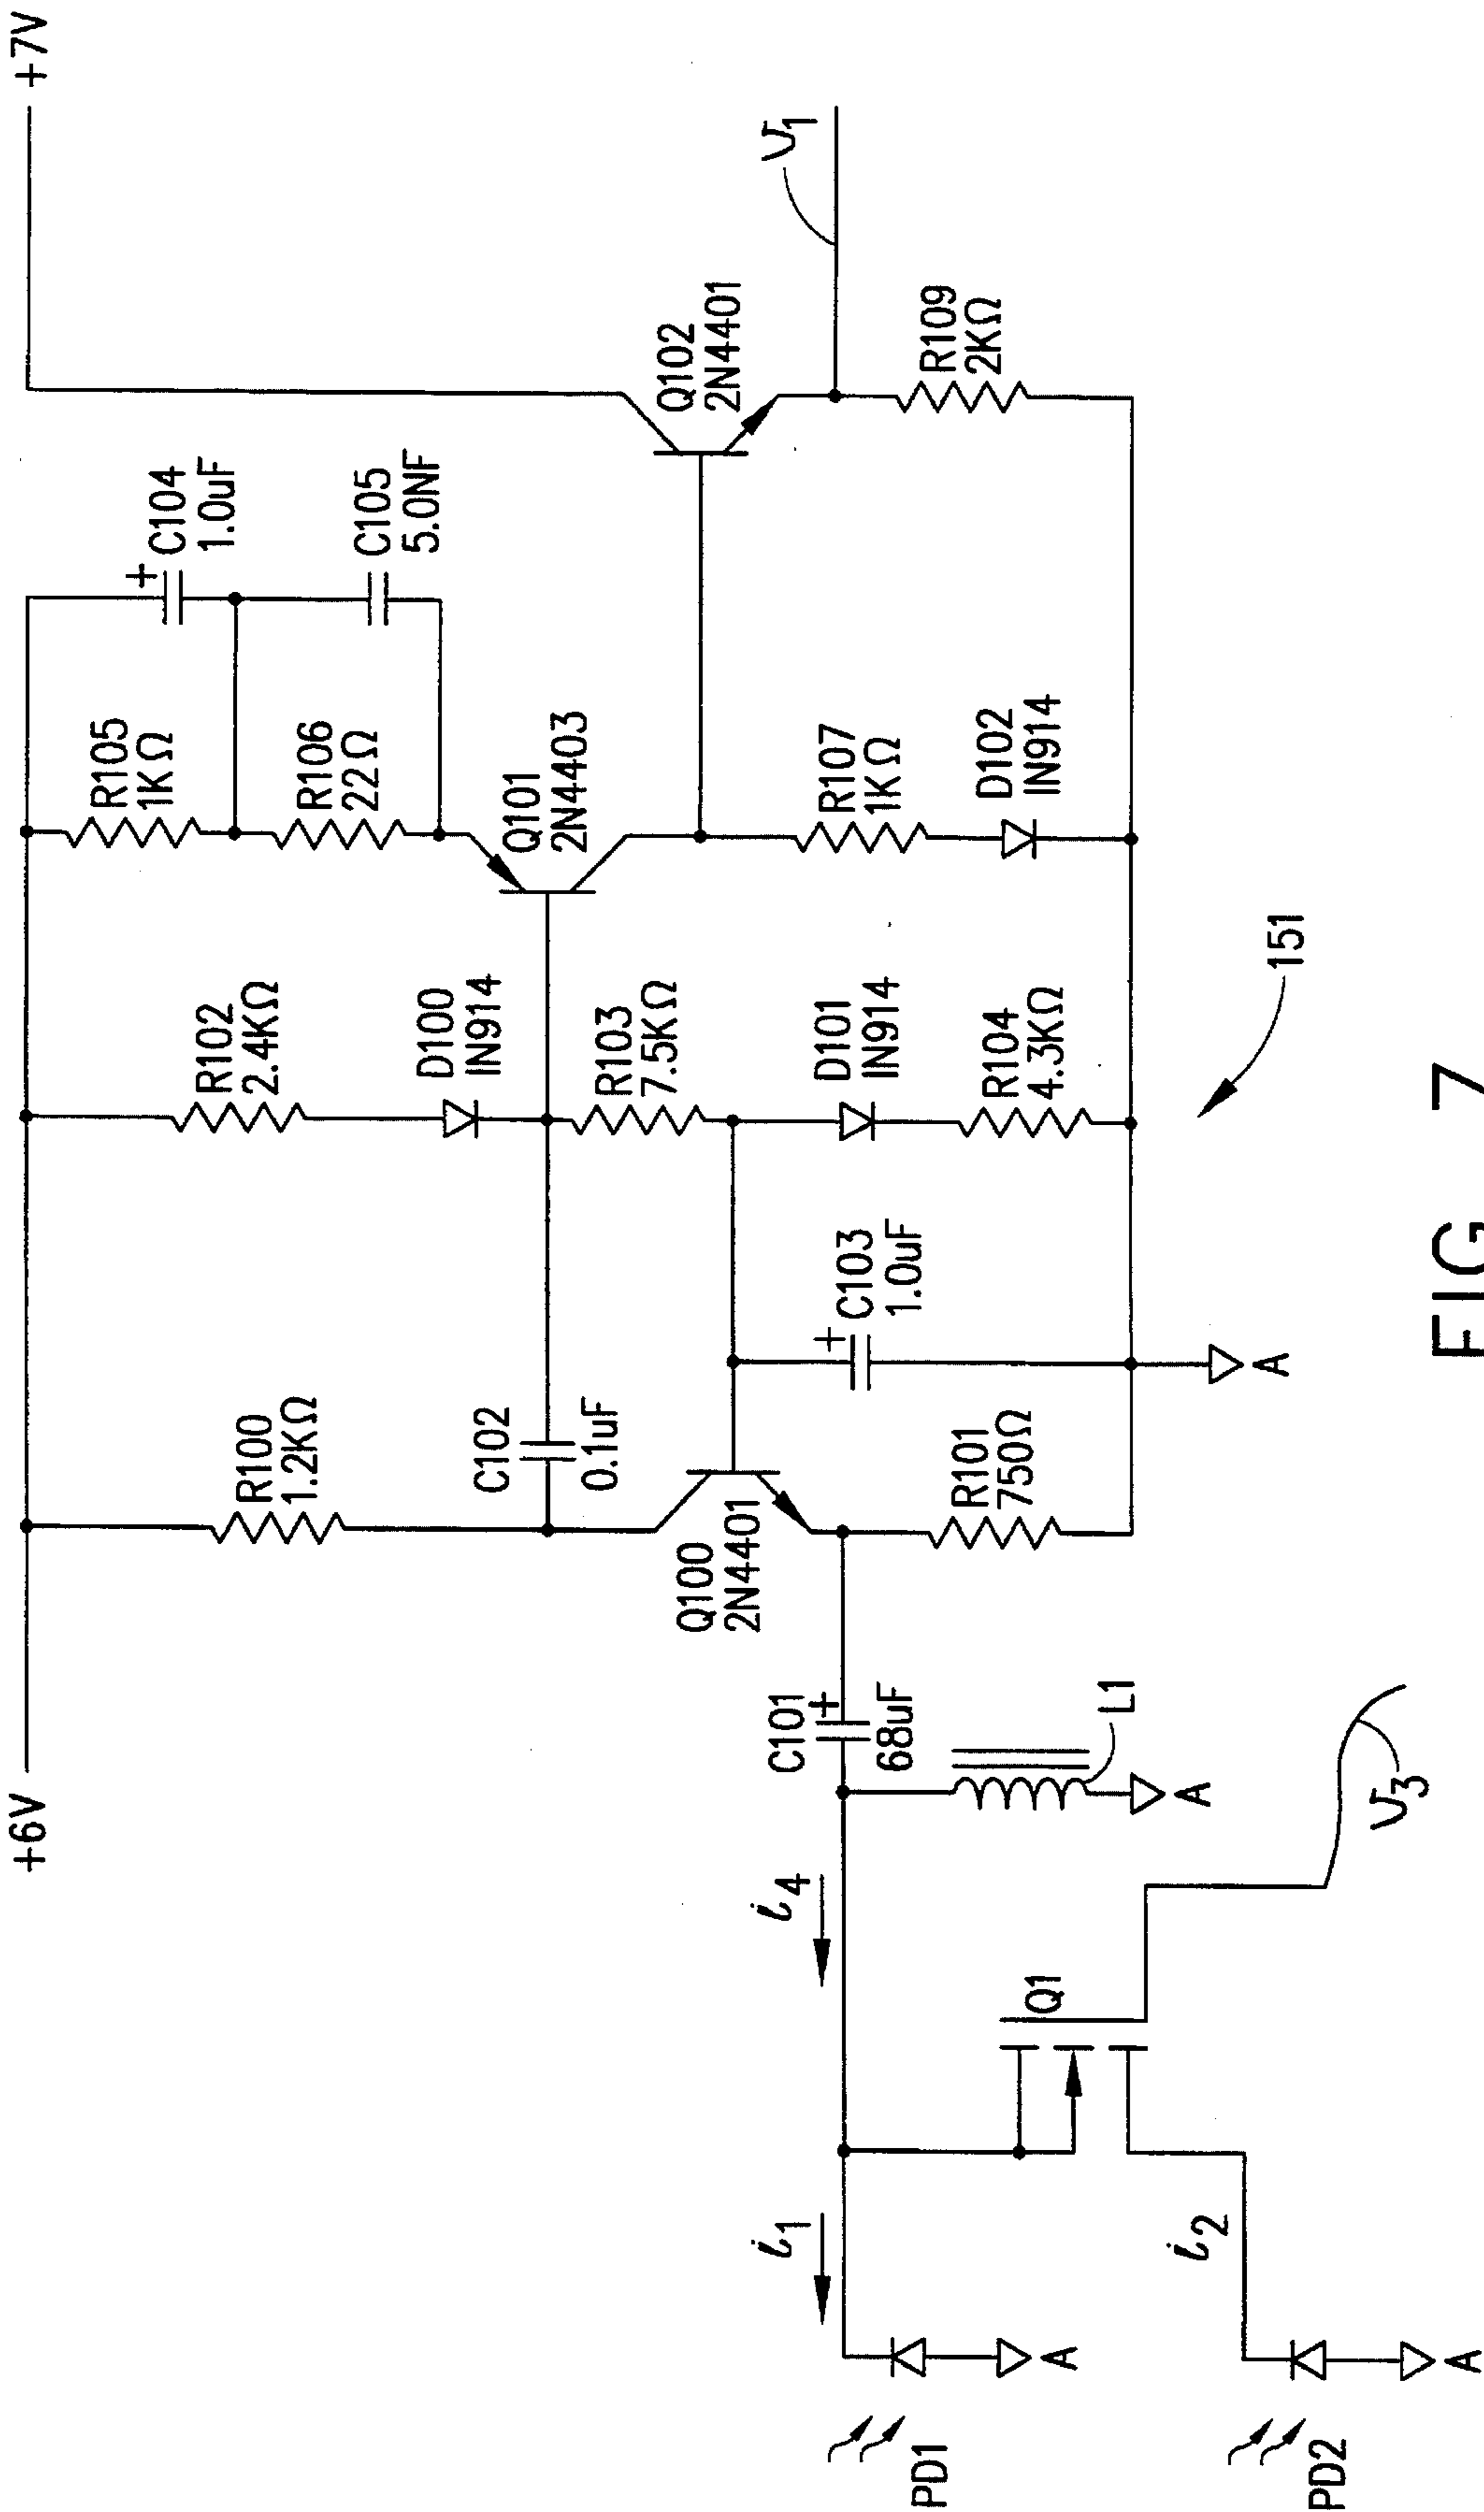 +6V
+7V
R100
1.2KΩ
R102
2.4KΩ
R105
1KΩ
C104
+
1.0uF
R106
22Ω
C105
5.0NF
D100
IN914
C102
0.1uF
Q101
2N4403
R103
7.5KΩ
Q102
2N4401
Q100
2N4401
υ1
C101
+
68uF
C103
+
1.0uF
D101
IN914
R107
1KΩ
R109
2KΩ
R101
750Ω
R104
4.3KΩ
D102
IN914
i1
i4
L1
Q1
PD1
A
A
A
i2
151
υ3
PD2
A
FIG. 7